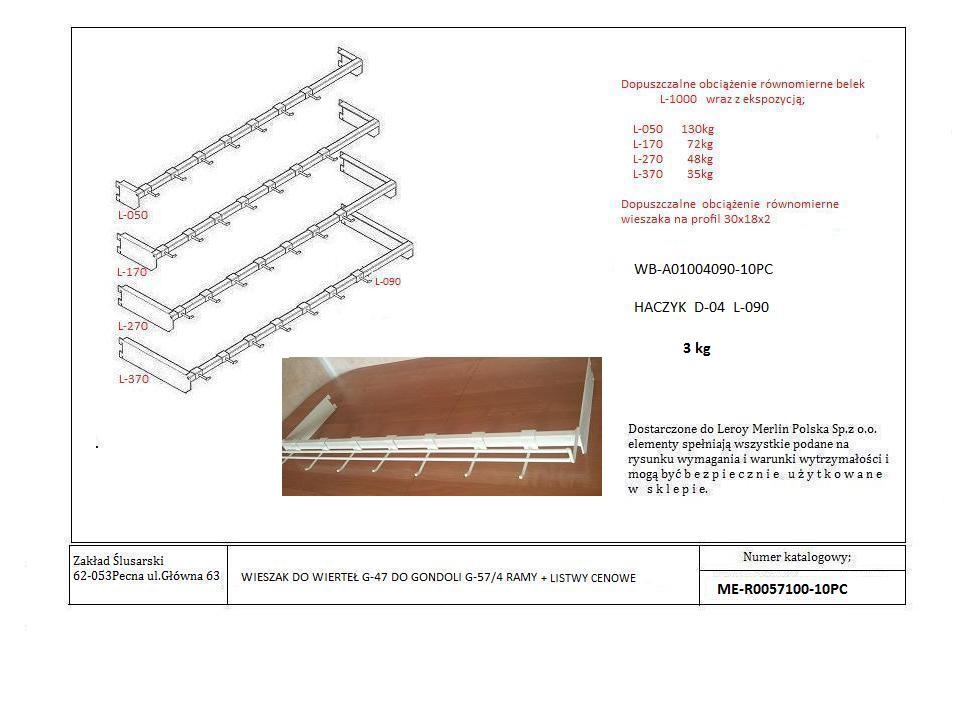 Dopuszczalne obciążenie równomierne belek
L-1000 wraz z ekspozycją;
L-050 130kg
L-170 72kg
L-270 48kg
L-370 35kg
Dopuszczalne obciążenie równomierne
wieszaka na profil 30x18x2
WB-A01004090-10PC
HACZYK D-04 L-090
3 kg
L-050
L-170
L-090
L-270
L-370
Dostarczone do Leroy Merlin Polska Sp.z o.o.
elementy spełniają wszystkie podane na
rysunku wymagania i warunki wytrzymałości i
mogą być b e z p i e c z n i e u ż y t k o w a n e
w s k l e p i e.
Zakład Ślusarski
62-053Pecna ul.Główna 63
WIESZAK DO WIERTEŁ G-47 DO GONDOLI G-57/4 RAMY + LISTWY CENOWE
Numer katalogowy;
ME-R0057100-10PC